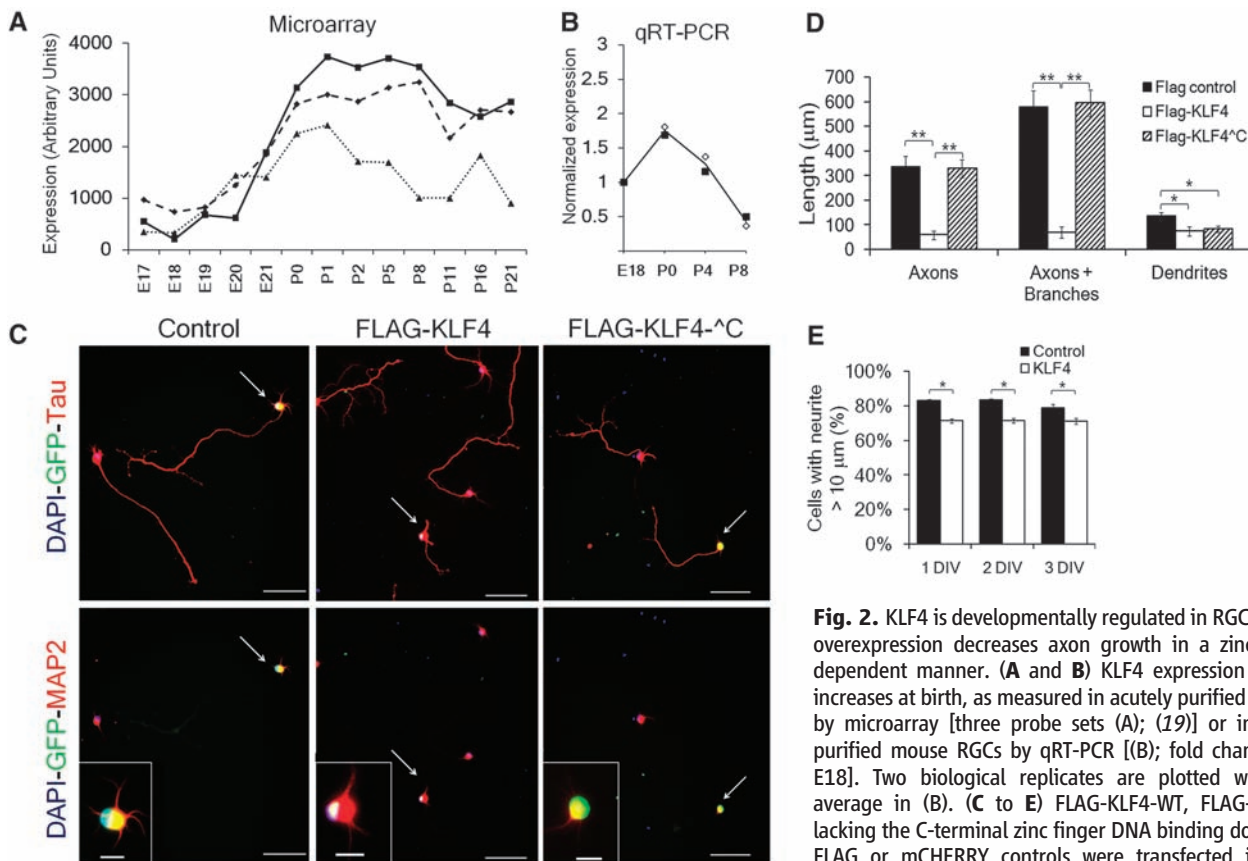 A
Microarray
Expression (Arbitrary Units)
4000
3000
2000
1000
0
E17
E18
E19
E20
E21
P0
P1
P2
P5
P8
P11
P16
P21
B
qRT-PCR
Normalized expression
3
2.5
2
1.5
1
0.5
E18
P0
P4
P8
D
Length (µm)
700
600
500
400
300
200
100
0
** ** ** ** * *
Flag control
Flag-KLF4
Flag-KLF4^C
Axons
Axons +
Branches
Dendrites
C
Control
FLAG-KLF4
FLAG-KLF4-^C
DAPI-GFP-Tau
DAPI-GFP-MAP2
E
Control
KLF4
Cells with neurite
> 10 µm (%)
100%
80%
60%
40%
20%
0%
* * *
1 DIV
2 DIV
3 DIV
Fig. 2. KLF4 is developmentally regulated in RGC
overexpression decreases axon growth in a zinc
dependent manner. (A and B) KLF4 expression
increases at birth, as measured in acutely purified
by microarray [three probe sets (A); (19)] or in
purified mouse RGCs by qRT-PCR [(B); fold chan
E18]. Two biological replicates are plotted w
average in (B). (C to E) FLAG-KLF4-WT, FLAG-
lacking the C-terminal zinc finger DNA binding do
FLAG or mCHERRY controls were transfected i